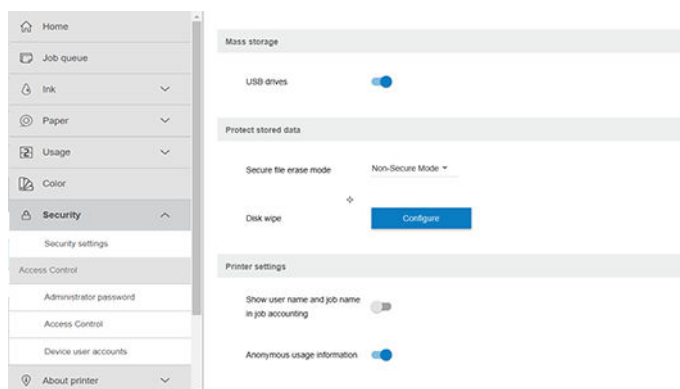 Home
Job queue
Ink
Paper
Usage
Color
Security
Security settings
Access Control
Administrator password
Access Control
Device user accounts
About printer
Mass storage
USB drives
Protect stored data
Secure file erase mode
Non-Secure Mode
Disk wipe
Configure
Printer settings
Show user name and job name
in job accounting
Anonymous usage information